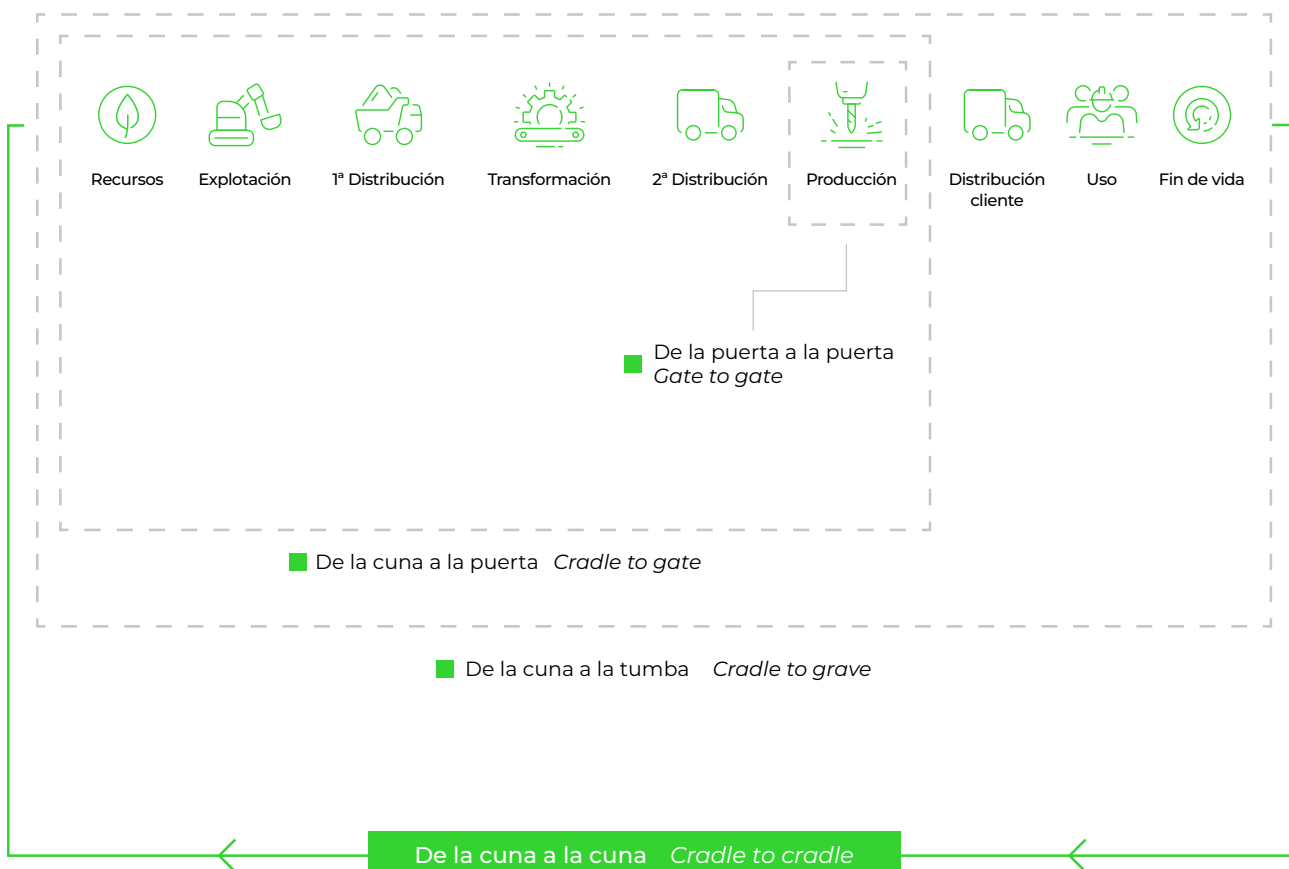 Recursos
Explotación
1ª Distribución
Transformación
2ª Distribución
Producción
Distribución
cliente
Uso
Fin de vida
De la puerta a la puerta
Gate to gate
De la cuna a la puerta Cradle to gate
De la cuna a la tumba Cradle to grave
De la cuna a la cuna Cradle to cradle